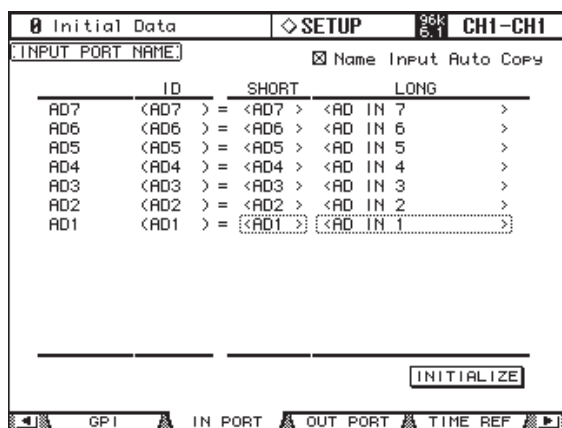 0 Initial Data ◇SETUP 96k 6.1 CH1-CH1
INPUT PORT NAME
☒ Name Input Auto Copy
ID SHORT LONG
AD7 (AD7 ) = <AD7 > <AD IN 7 >
AD6 (AD6 ) = <AD6 > <AD IN 6 >
AD5 (AD5 ) = <AD5 > <AD IN 5 >
AD4 (AD4 ) = <AD4 > <AD IN 4 >
AD3 (AD3 ) = <AD3 > <AD IN 3 >
AD2 (AD2 ) = <AD2 > <AD IN 2 >
AD1 (AD1 ) = <AD1 > <AD IN 1 >
INITIALIZE
GPI IN PORT OUT PORT TIME REF